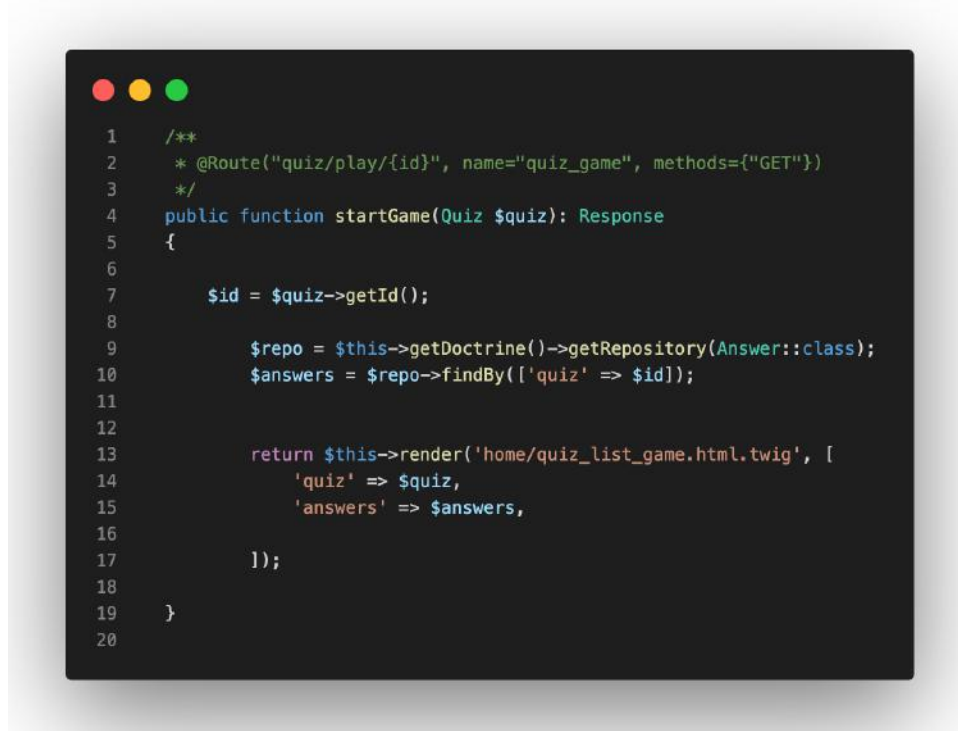 1 /**
2 * @Route("quiz/play/{id}", name="quiz_game", methods={"GET"})
3 */
4 public function startGame(Quiz $quiz): Response
5 {
6
7 $id = $quiz->getId();
8
9 $repo = $this->getDoctrine()->getRepository(Answer::class);
10 $answers = $repo->findBy(['quiz' => $id]);
11
12
13 return $this->render('home/quiz_list_game.html.twig', [
14 'quiz' => $quiz,
15 'answers' => $answers,
16
17 ]);
18
19 }
20